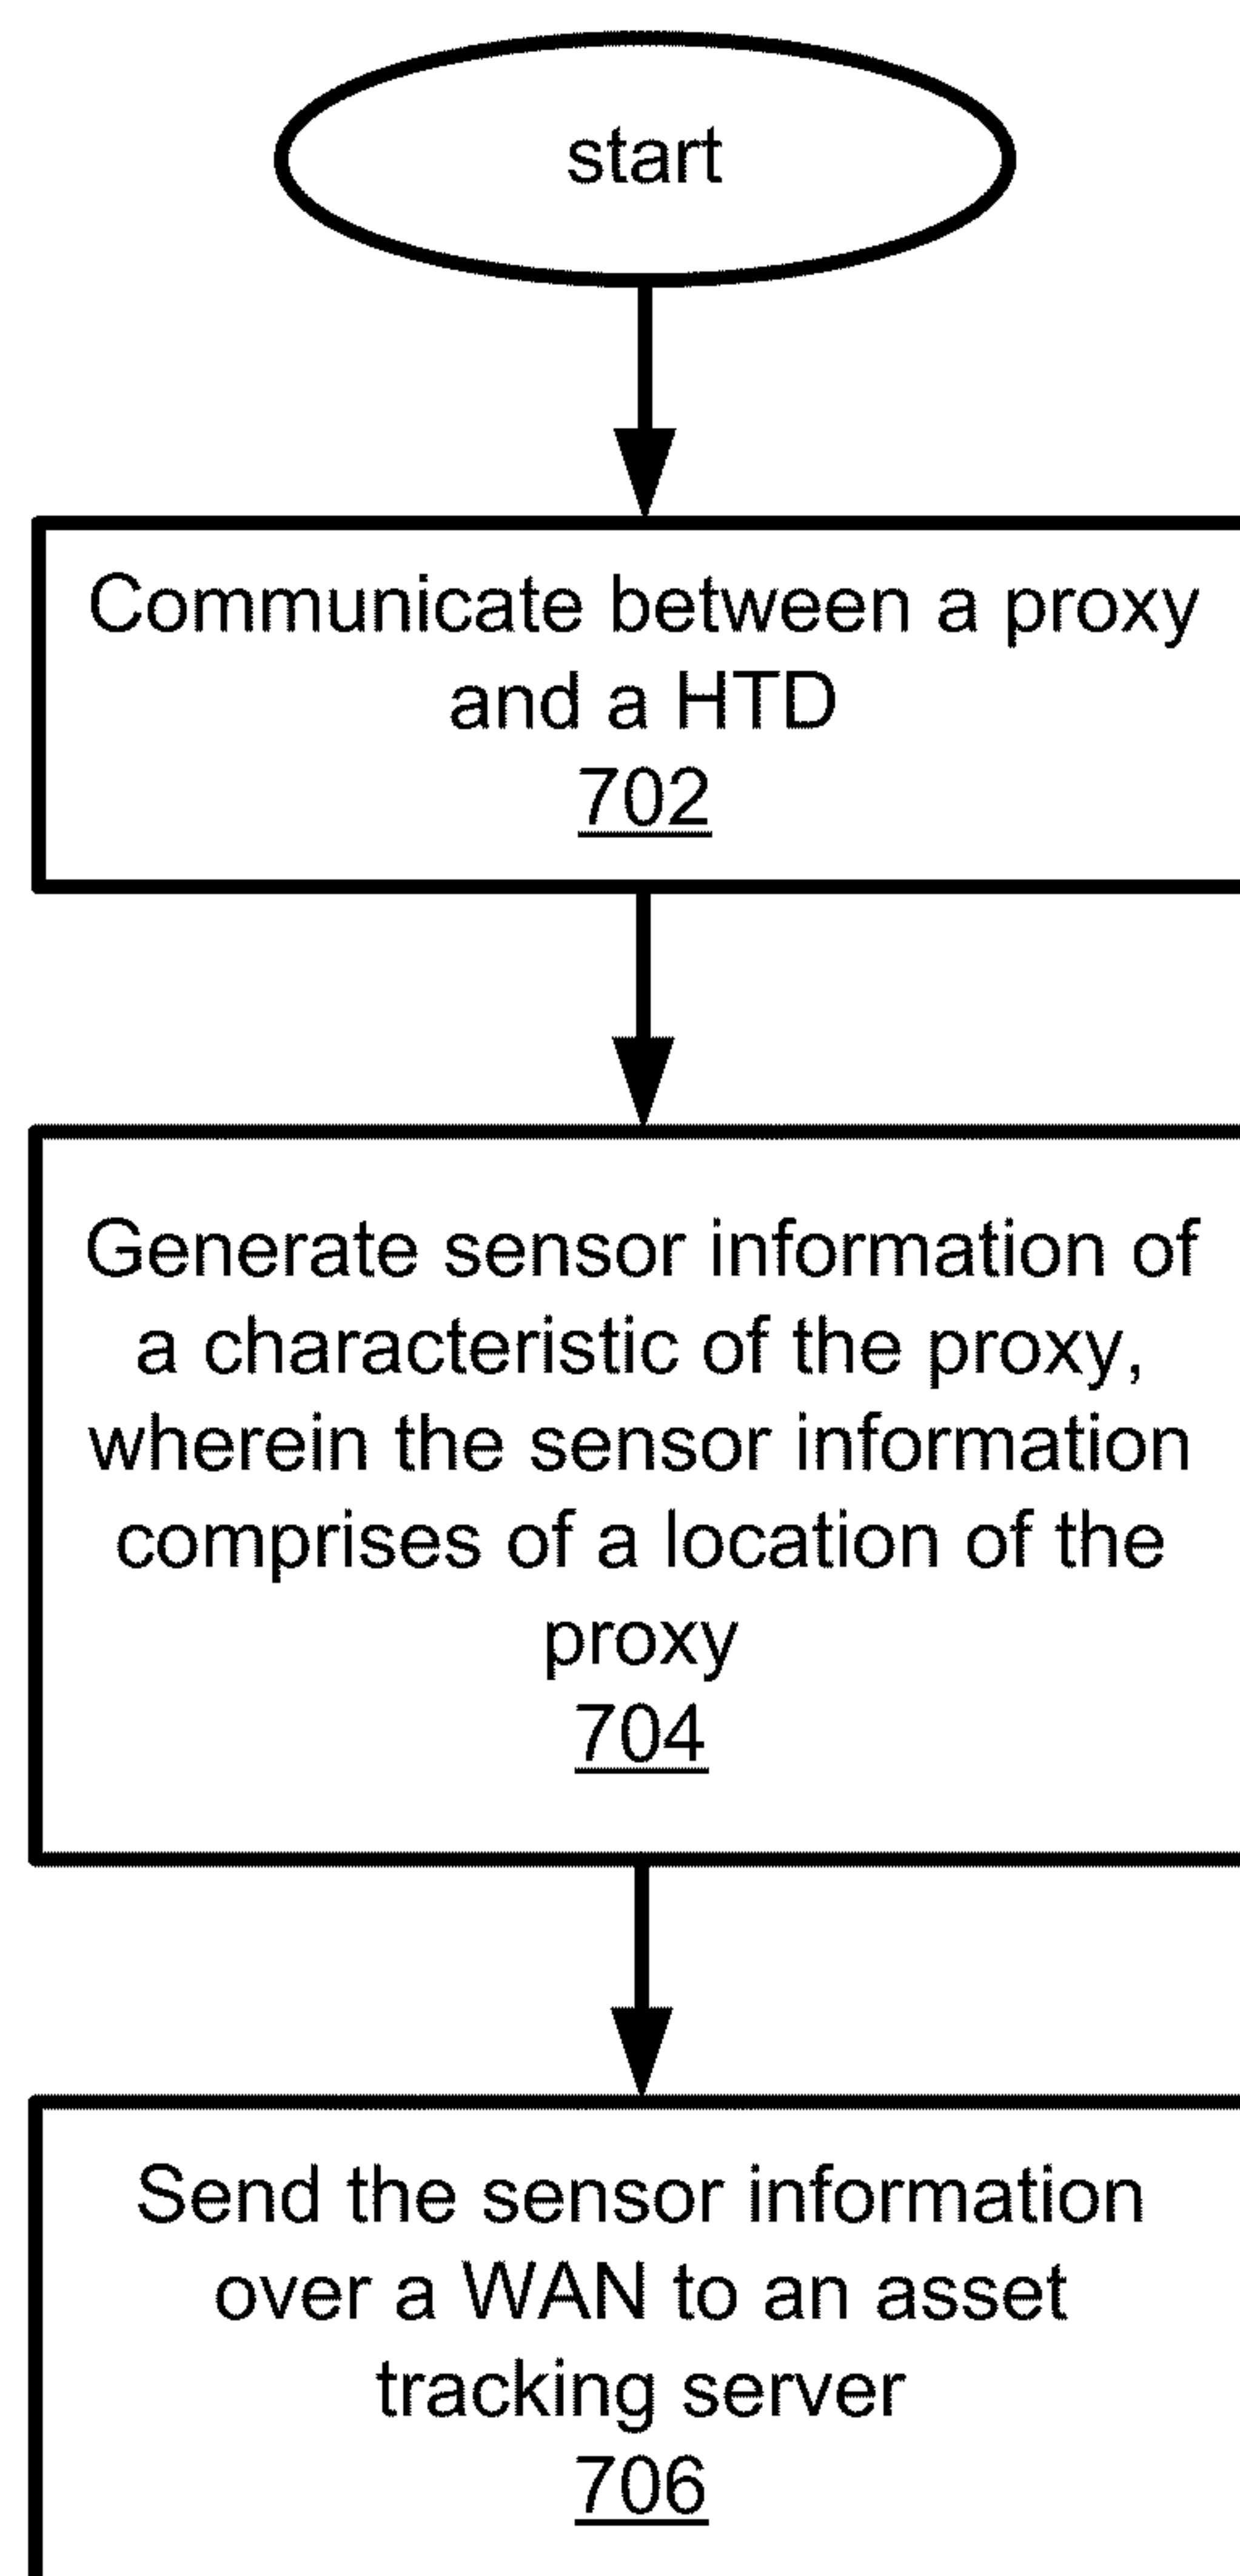 start
Communicate between a proxy
and a HTD
702
Generate sensor information of
a characteristic of the proxy,
wherein the sensor information
comprises of a location of the
proxy
704
Send the sensor information
over a WAN to an asset
tracking server
706